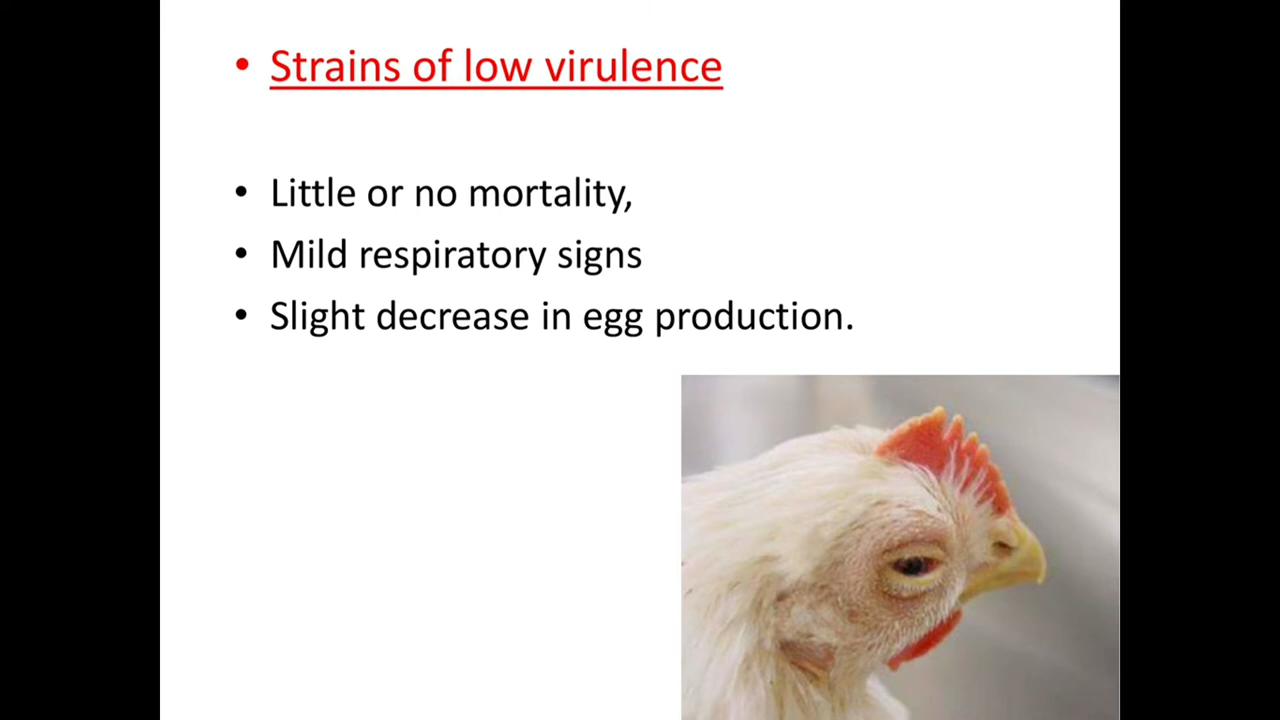 • Strains of low virulence
• Little or no mortality,
• Mild respiratory signs
• Slight decrease in egg production.